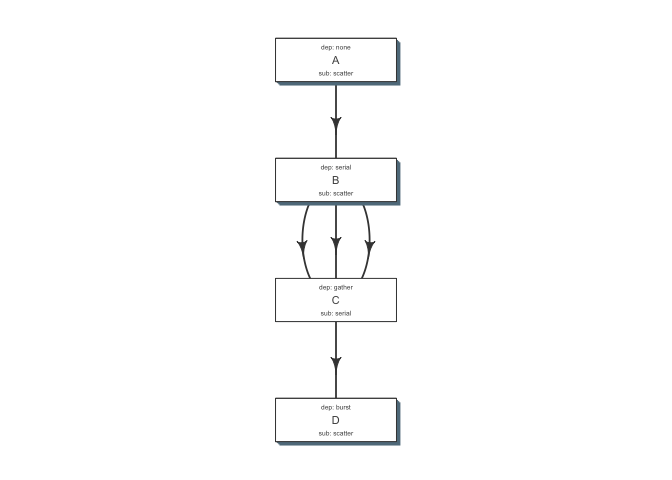 dep: none
A
sub: scatter
dep: serial
B
sub: scatter
dep: gather
C
sub: serial
dep: burst
D
sub: scatter